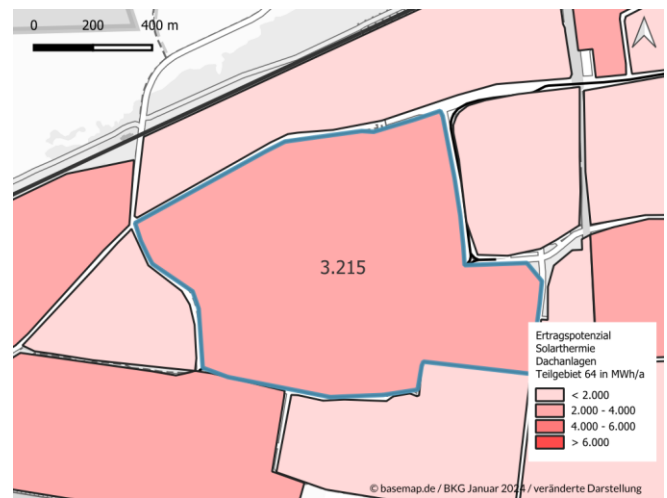 0 200 400 m
3.215
Ertragspotenzial
Solarthermie
Dachanlagen
Teilgebiet 64 in MWh/a
< 2.000
2.000 - 4.000
4.000 - 6.000
> 6.000
© basemap.de / BKG Januar 2024 / veränderte Darstellung